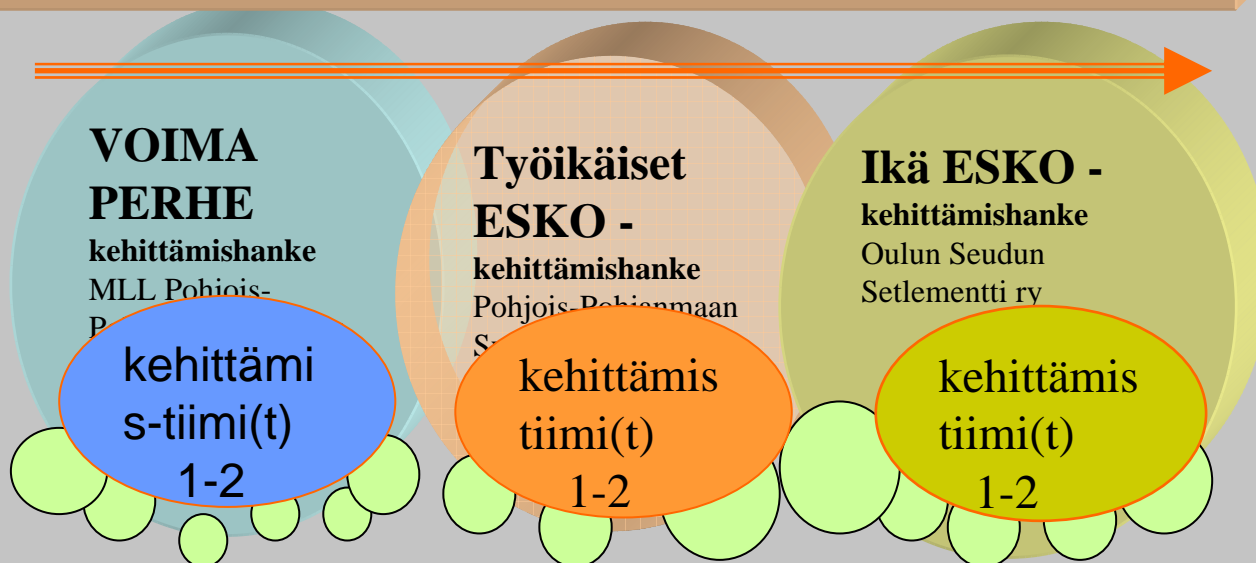 VOIMA
PERHE
kehittämishanke
MLL Pohjois-
kehittämi
s-tiimi(t)
1-2
Työikäiset
ESKO -
kehittämishanke
Pohjois-Pohjanmaan
kehittämis
tiimi(t)
1-2
Ikä ESKO -
kehittämishanke
Oulun Seudun
Setlementti ry
kehittämis
tiimi(t)
1-2